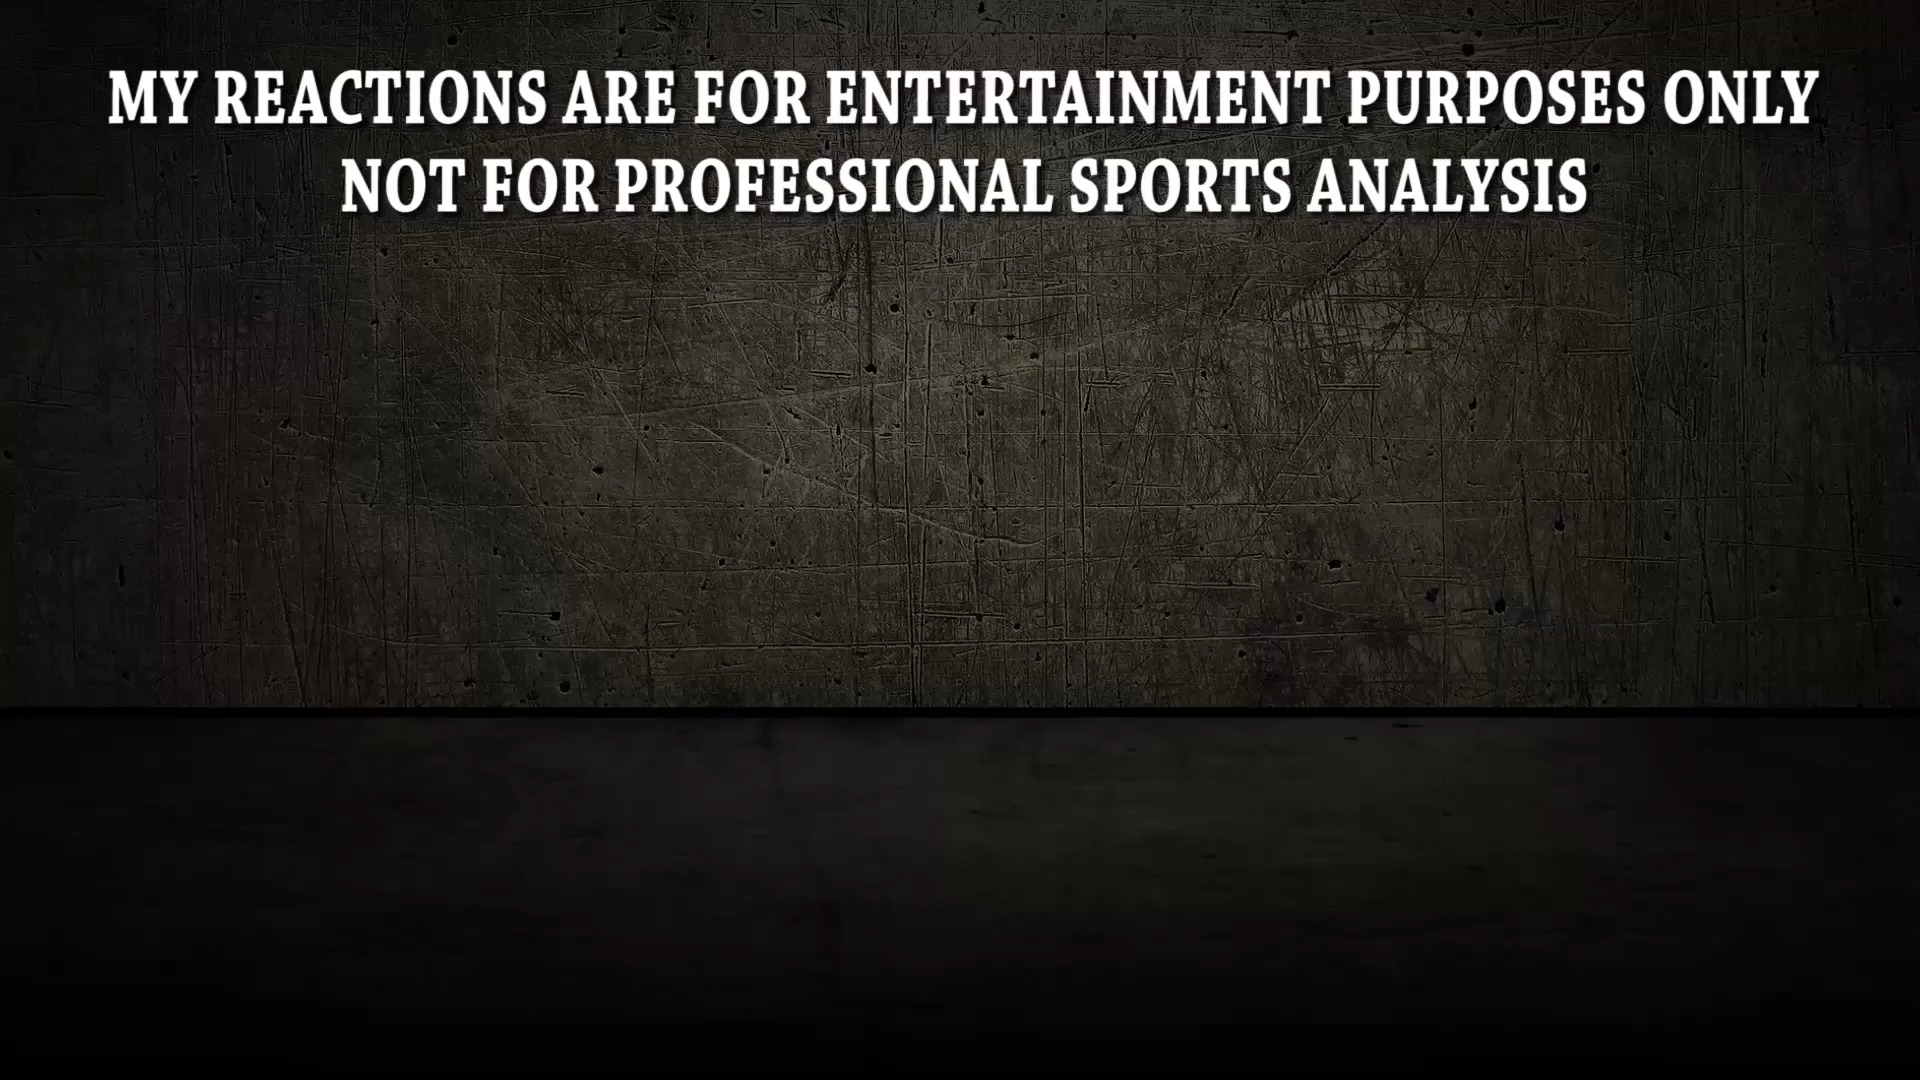 MY REACTIONS ARE FOR ENTERTAINMENT PURPOSES ONLY
NOT FOR PROFESSIONAL SPORTS ANALYSIS